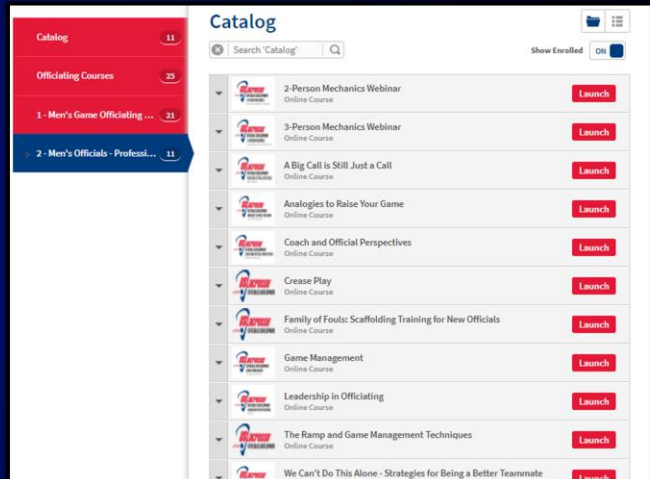 Catalog 11
Officiating Courses 25
1 - Men's Game Officiating ... 21
2 - Men's Officials - Professi... 11
Catalog
Search 'Catalog'
Show Enrolled ON
2-Person Mechanics Webinar
Online Course
Launch
3-Person Mechanics Webinar
Online Course
Launch
A Big Call is Still Just a Call
Online Course
Launch
Analogies to Raise Your Game
Online Course
Launch
Coach and Official Perspectives
Online Course
Launch
Crease Play
Online Course
Launch
Family of Fouls: Scaffolding Training for New Officials
Online Course
Launch
Game Management
Online Course
Launch
Leadership in Officiating
Online Course
Launch
The Ramp and Game Management Techniques
Online Course
Launch
We Can't Do This Alone - Strategies for Being a Better Teammate
Launch